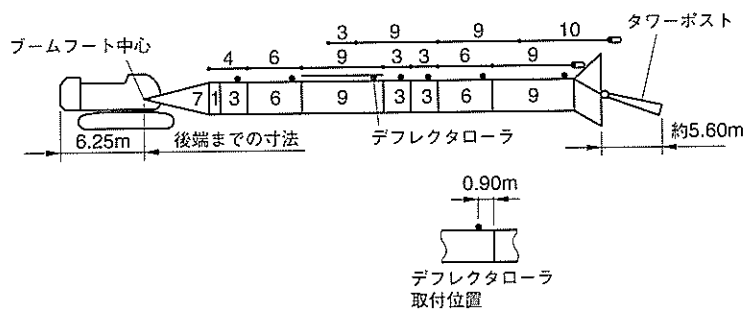 3 9 9 10
タワーポスト
ブームフート中心
4 6 9 3 3 6 9
7 1 3 6 9 3 3 6 9
デフレクタローラ
約5.60m
6.25m
後端までの寸法
0.90m
デフレクタローラ
取付位置